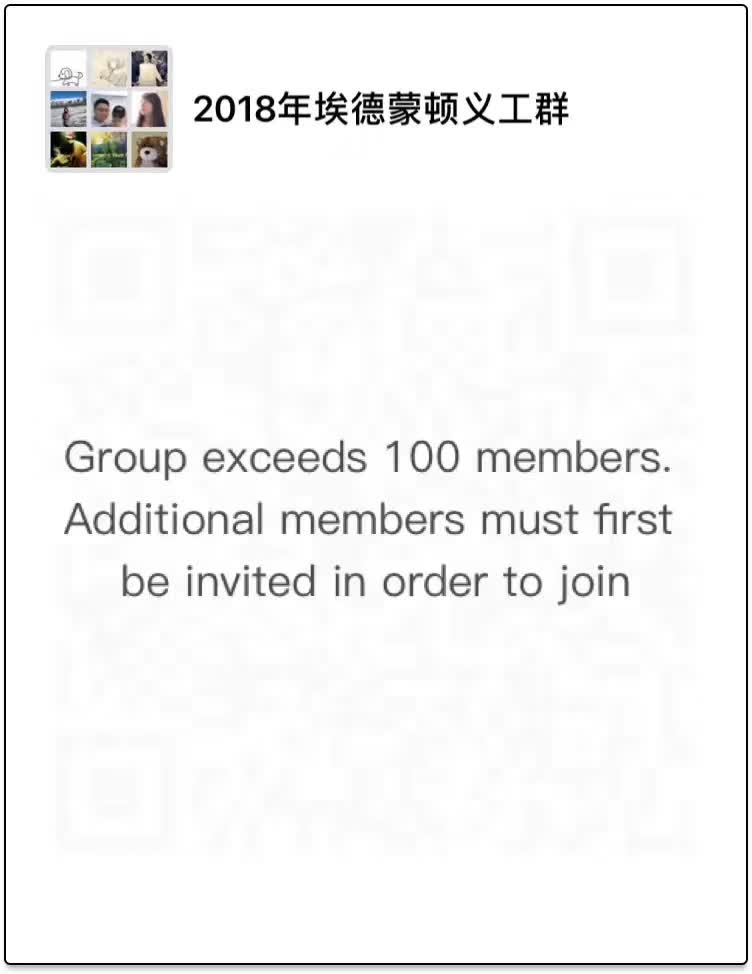 2018年埃德蒙顿义工群
Group exceeds 100 members.
Additional members must first
be invited in order to join